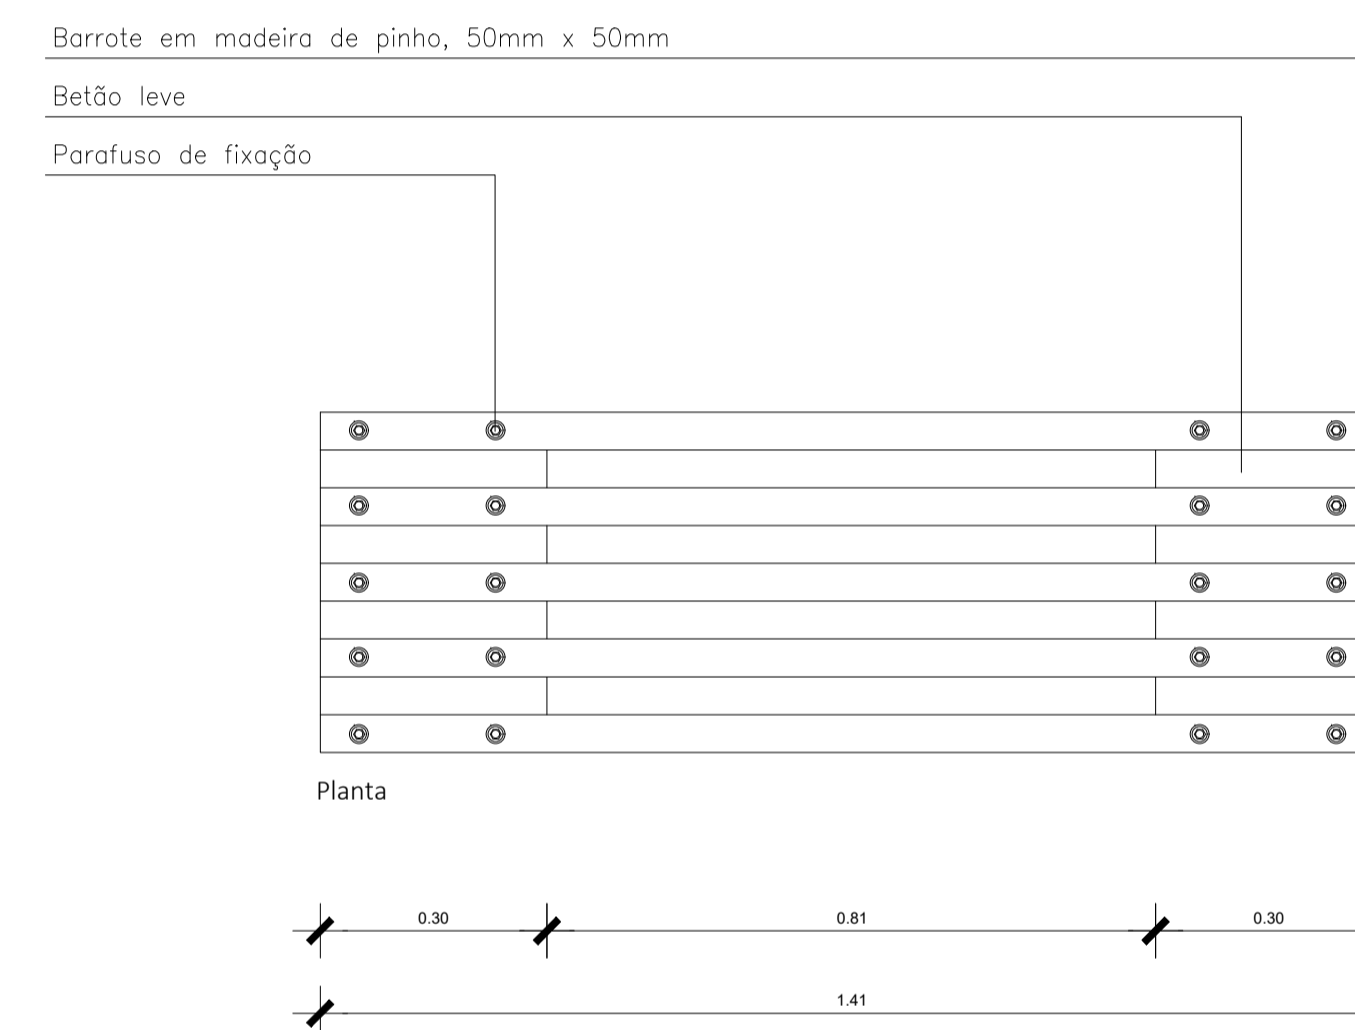 Barrote em madeira de pinho, 50mm x 50mm
Betão leve
Parafuso de fixação
Planta
0.30 0.81 0.30
1.41